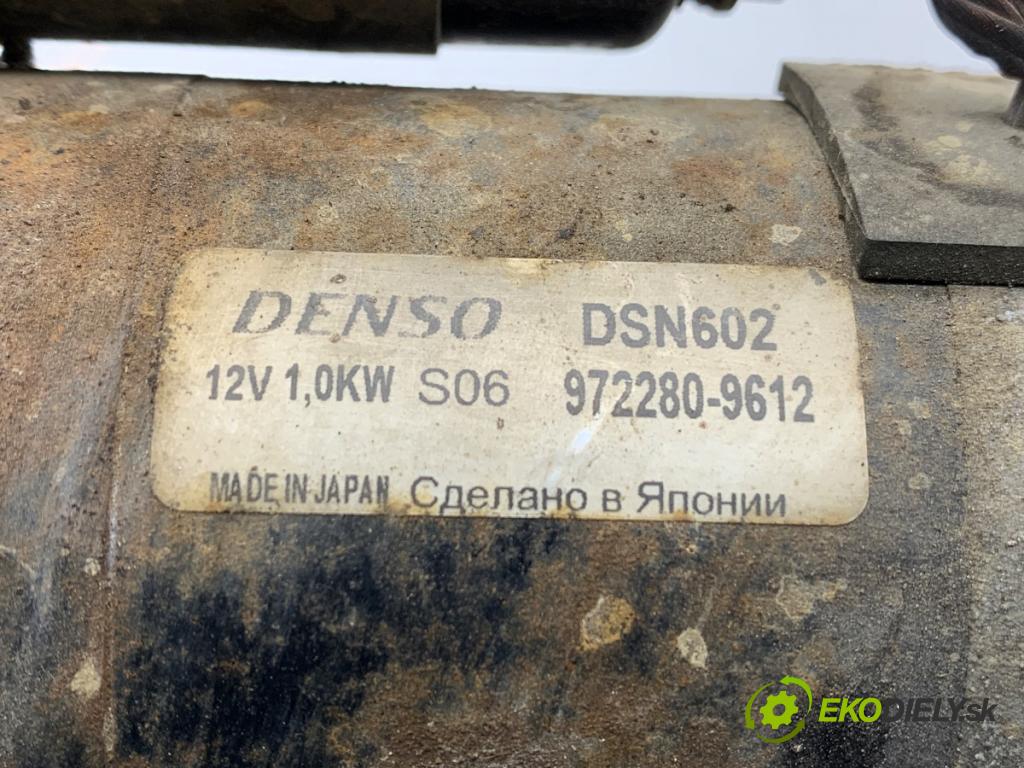 DENSO DSN602
12V 1,0KW S06 972280-9612
MADE IN JAPAN Сделано в Японии
EKODIELY.sk